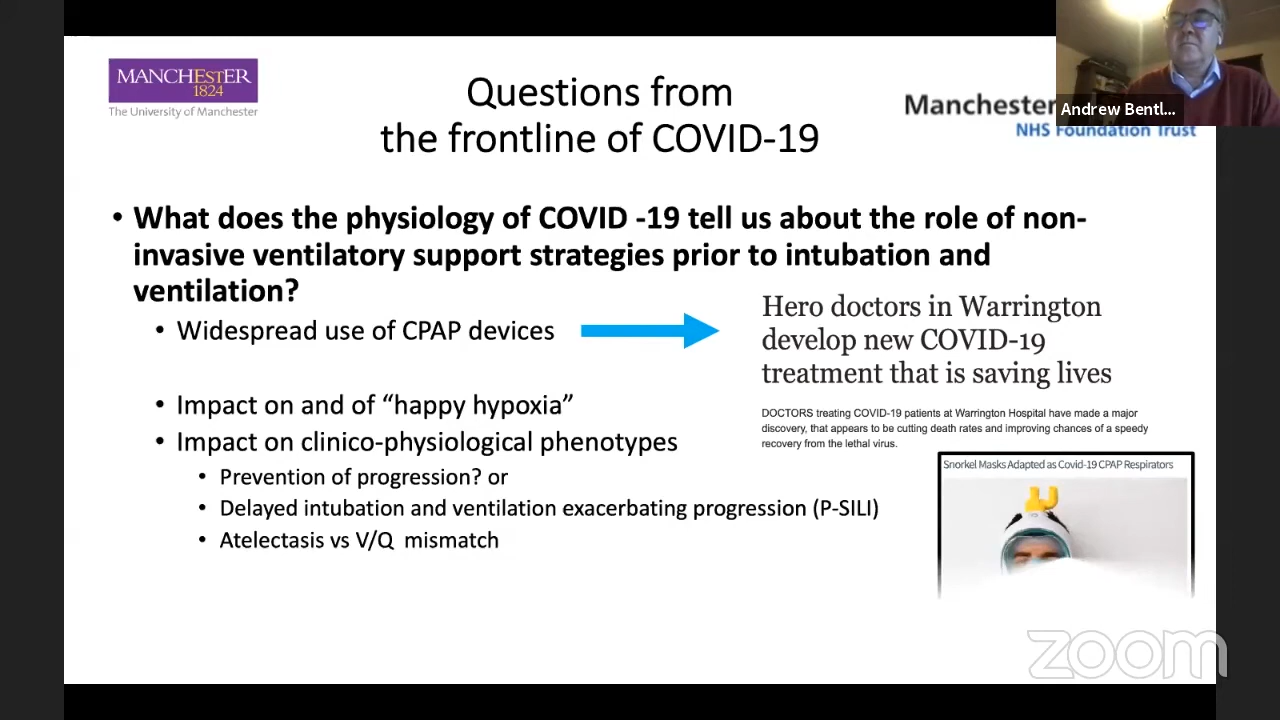 MANCHESTER
1824
The University of Manchester
Questions from
the frontline of COVID-19
Manchester
NHS Foundation Trust
Andrew Bentl...
• What does the physiology of COVID -19 tell us about the role of non-
invasive ventilatory support strategies prior to intubation and
ventilation?
• Widespread use of CPAP devices
Hero doctors in Warrington
develop new COVID-19
treatment that is saving lives
DOCTORS treating COVID-19 patients at Warrington Hospital have made a major
discovery, that appears to be cutting death rates and improving chances of a speedy
recovery from the lethal virus.
• Impact on and of “happy hypoxia”
• Impact on clinico-physiological phenotypes
• Prevention of progression? or
• Delayed intubation and ventilation exacerbating progression (P-SILI)
• Atelectasis vs V/Q mismatch
Snorkel Masks Adapted as Covid-19 CPAP Respirators
zoom